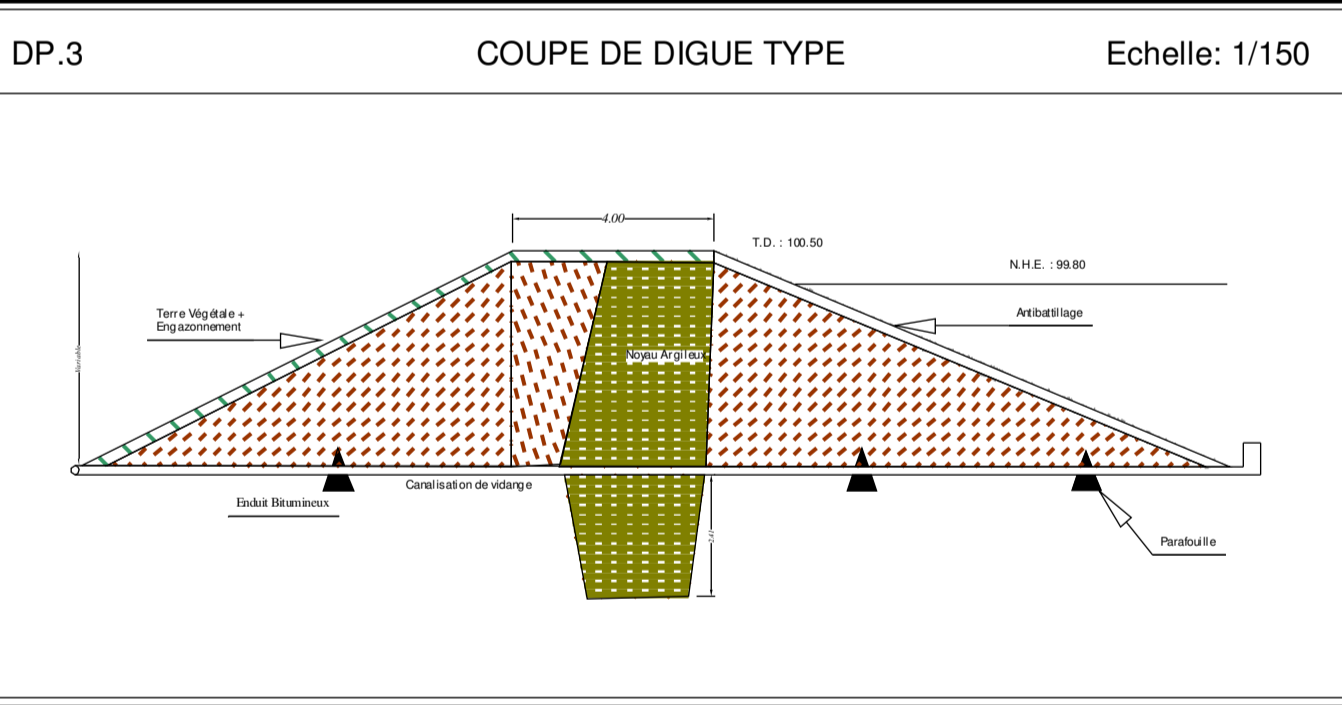 DP.3
COUPE DE DIGUE TYPE
Echelle: 1/150
4.00
T.D. : 100.50
N.H.E. : 99.80
Terre Végétale +
Engazonnement
Antibattillage
Variable
Noyau Argileux
Canalisation de vidange
Enduit Bitumineux
Parafouille